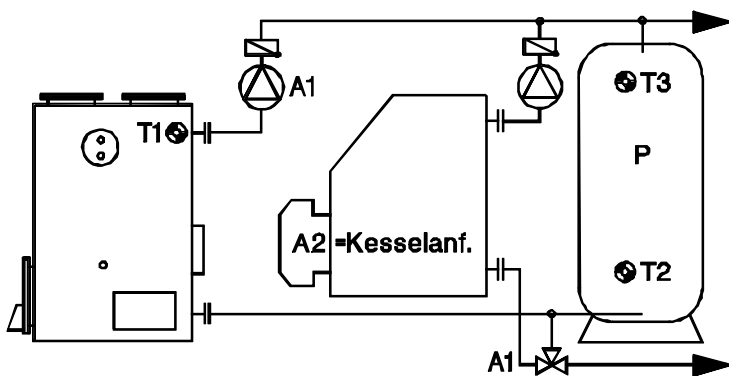 A1
T1
T3
P
A2 =Kesselanf.
T2
A1